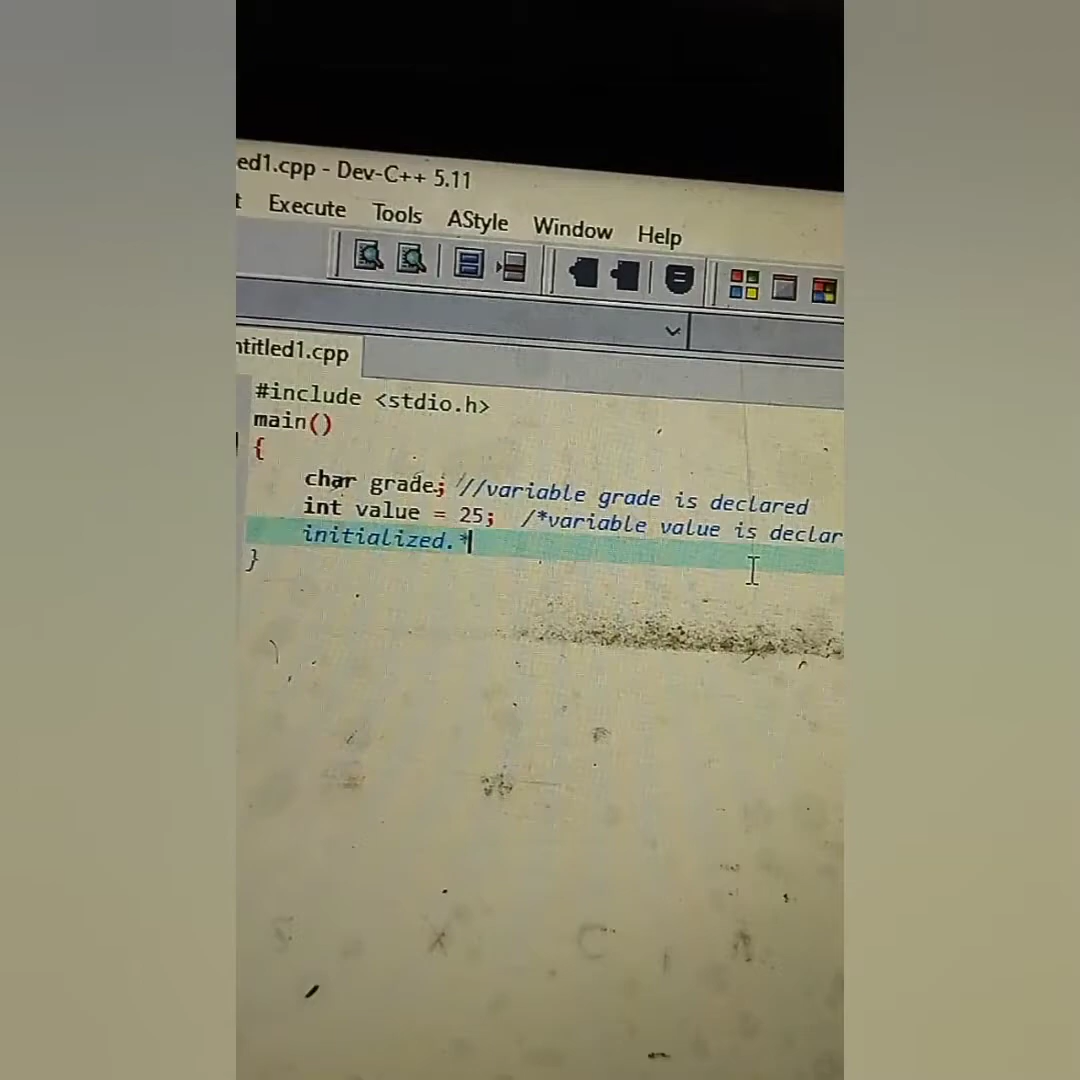 ed1.cpp - Dev-C++ 5.11
t Execute Tools AStyle Window Help
ntitled1.cpp
#include <stdio.h>
main()
{
char grade; //variable grade is declared
int value = 25; /*variable value is declar
initialized.*
}